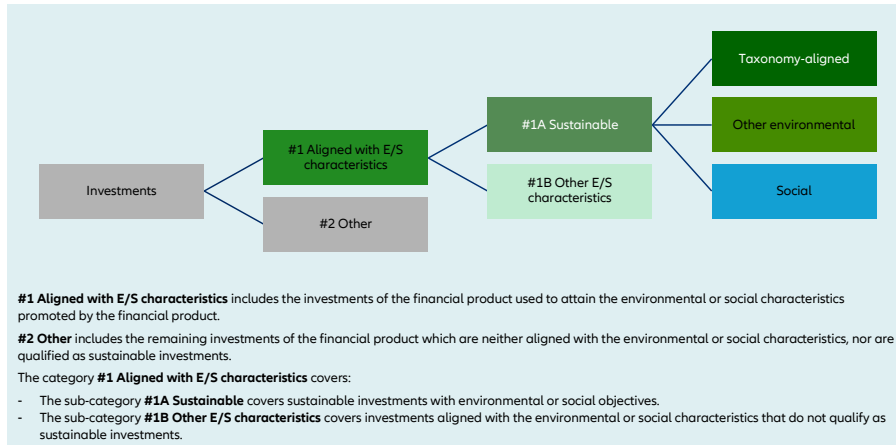 Taxonomy-aligned
#1A Sustainable
Other environmental
#1 Aligned with E/S
characteristics
Investments
#1B Other E/S
characteristics
Social
#2 Other
#1 Aligned with E/S characteristics includes the investments of the financial product used to attain the environmental or social characteristics
promoted by the financial product.
#2 Other includes the remaining investments of the financial product which are neither aligned with the environmental or social characteristics, nor are
qualified as sustainable investments.
The category #1 Aligned with E/S characteristics covers:
- The sub-category #1A Sustainable covers sustainable investments with environmental or social objectives.
- The sub-category #1B Other E/S characteristics covers investments aligned with the environmental or social characteristics that do not qualify as
sustainable investments.